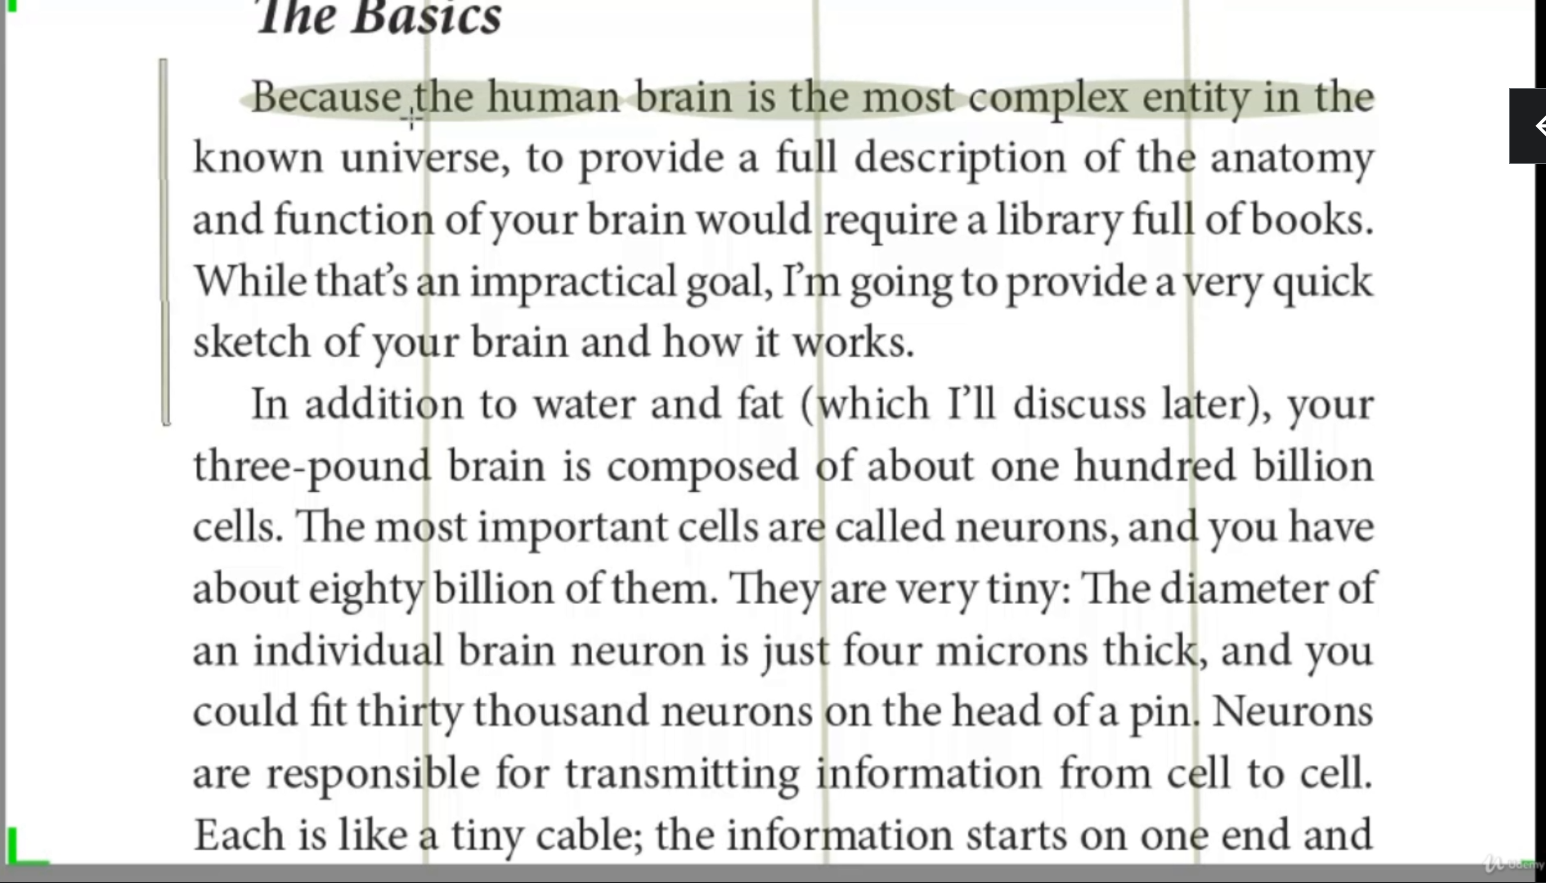 The Basics
Because the human brain is the most complex entity in the
known universe, to provide a full description of the anatomy
and function of your brain would require a library full of books.
While that’s an impractical goal, I’m going to provide a very quick
sketch of your brain and how it works.
In addition to water and fat (which I’ll discuss later), your
three-pound brain is composed of about one hundred billion
cells. The most important cells are called neurons, and you have
about eighty billion of them. They are very tiny: The diameter of
an individual brain neuron is just four microns thick, and you
could fit thirty thousand neurons on the head of a pin. Neurons
are responsible for transmitting information from cell to cell.
Each is like a tiny cable; the information starts on one end and
Udemy